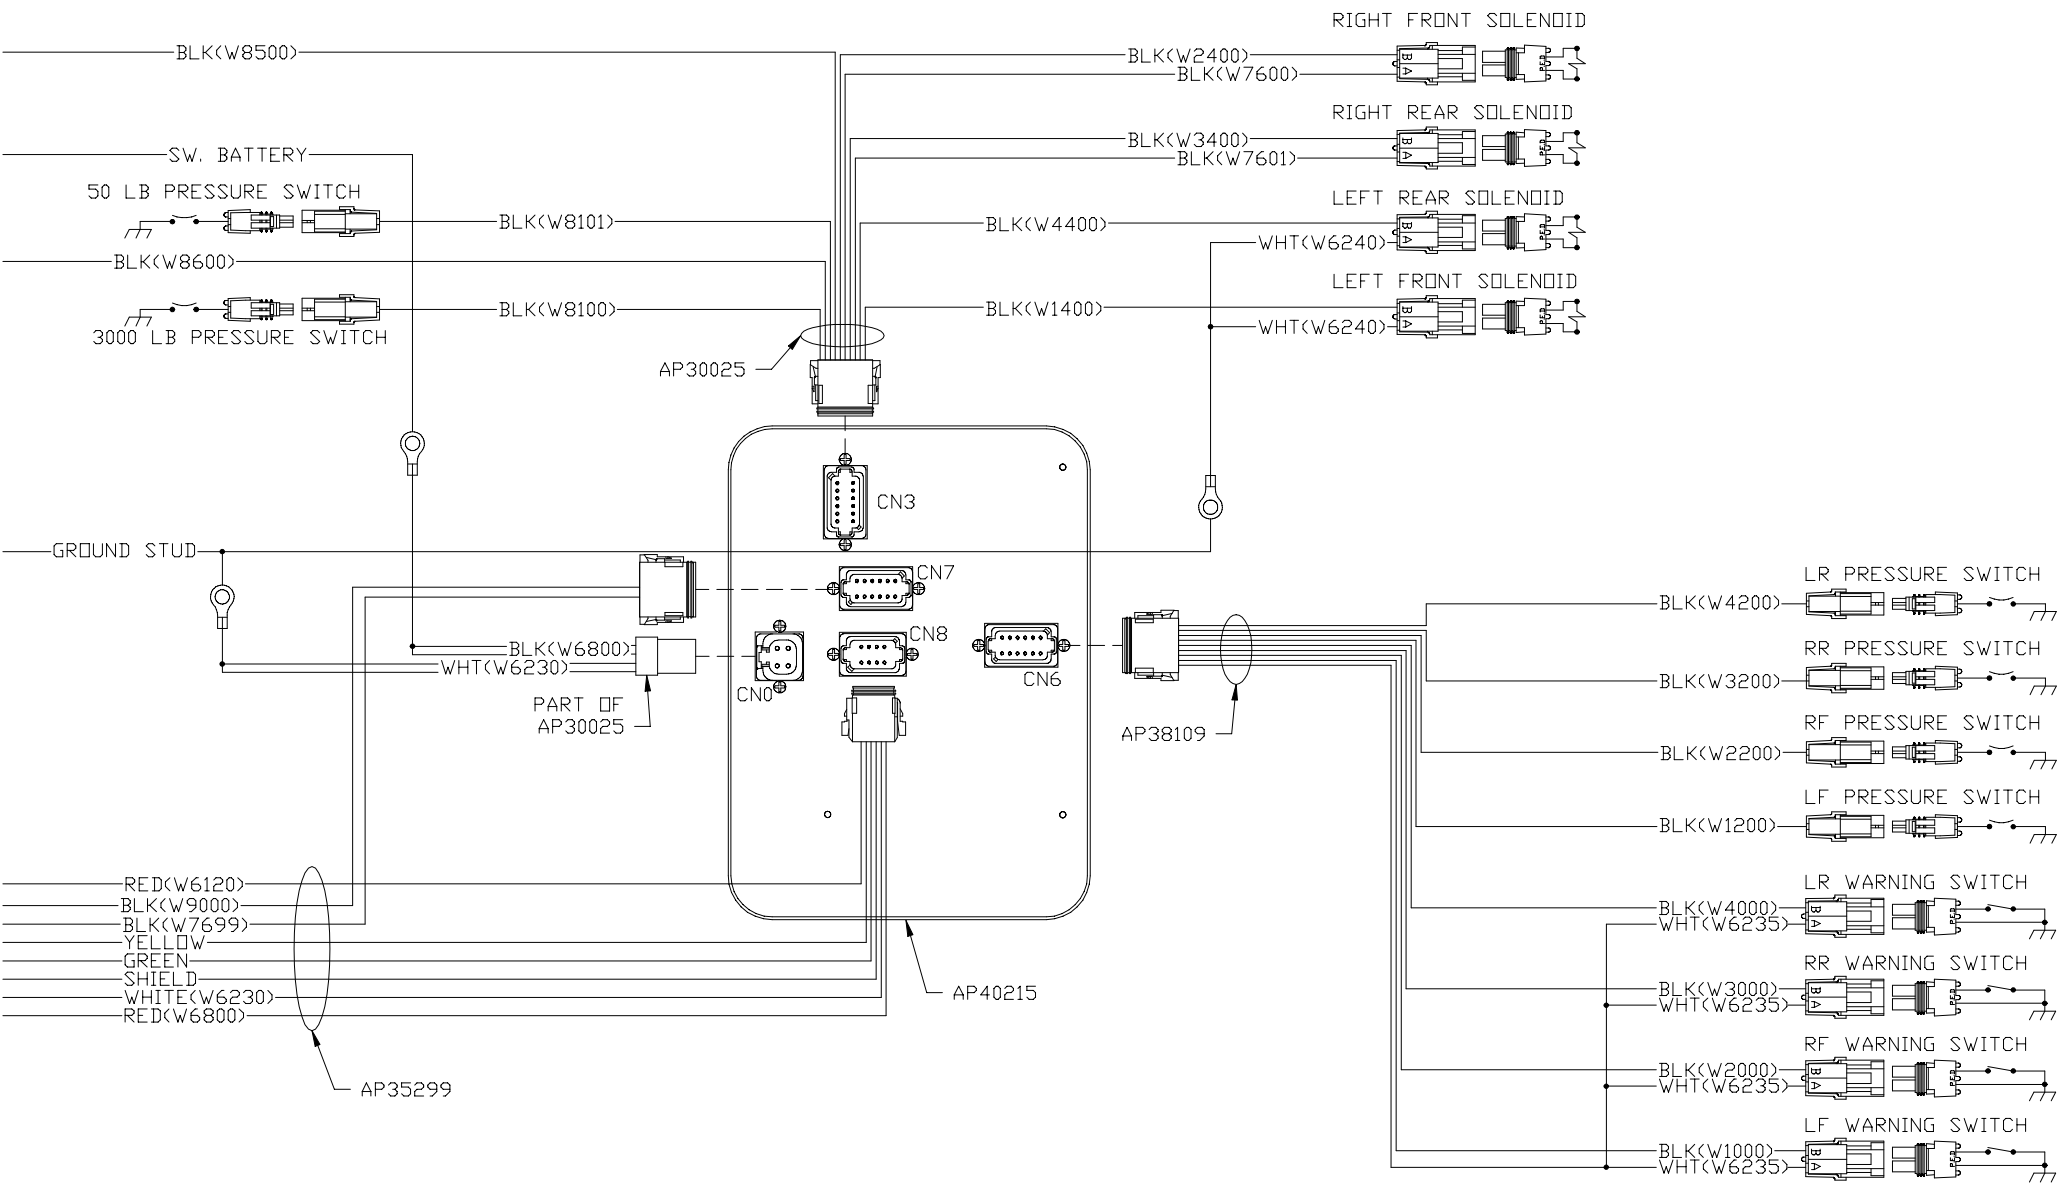 RIGHT FRONT SOLENOID
BLK(W8500)
BLK(W2400)
B
A
BLK(W7600)
RIGHT REAR SOLENOID
BLK(W3400)
B
A
BLK(W7601)
SW. BATTERY
50 LB PRESSURE SWITCH
LEFT REAR SOLENOID
BLK(W8101)
BLK(W4400)
B
A
WHT(W6240)
BLK(W8600)
LEFT FRONT SOLENOID
BLK(W8100)
BLK(W1400)
B
A
WHT(W6240)
3000 LB PRESSURE SWITCH
AP30025
CN3
GROUND STUD
CN7
CN8
BLK(W6800)
WHT(W6230)
CN0
CN6
PART OF
AP30025
AP38109
LR PRESSURE SWITCH
BLK(W4200)
RR PRESSURE SWITCH
BLK(W3200)
RF PRESSURE SWITCH
BLK(W2200)
LF PRESSURE SWITCH
BLK(W1200)
LR WARNING SWITCH
BLK(W4000)
B
A
WHT(W6235)
RR WARNING SWITCH
BLK(W3000)
B
A
WHT(W6235)
RF WARNING SWITCH
BLK(W2000)
B
A
WHT(W6235)
LF WARNING SWITCH
BLK(W1000)
B
A
WHT(W6235)
RED(W6120)
BLK(W9000)
BLK(W7699)
YELLOW
GREEN
SHIELD
WHITE(W6230)
RED(W6800)
AP40215
AP35299